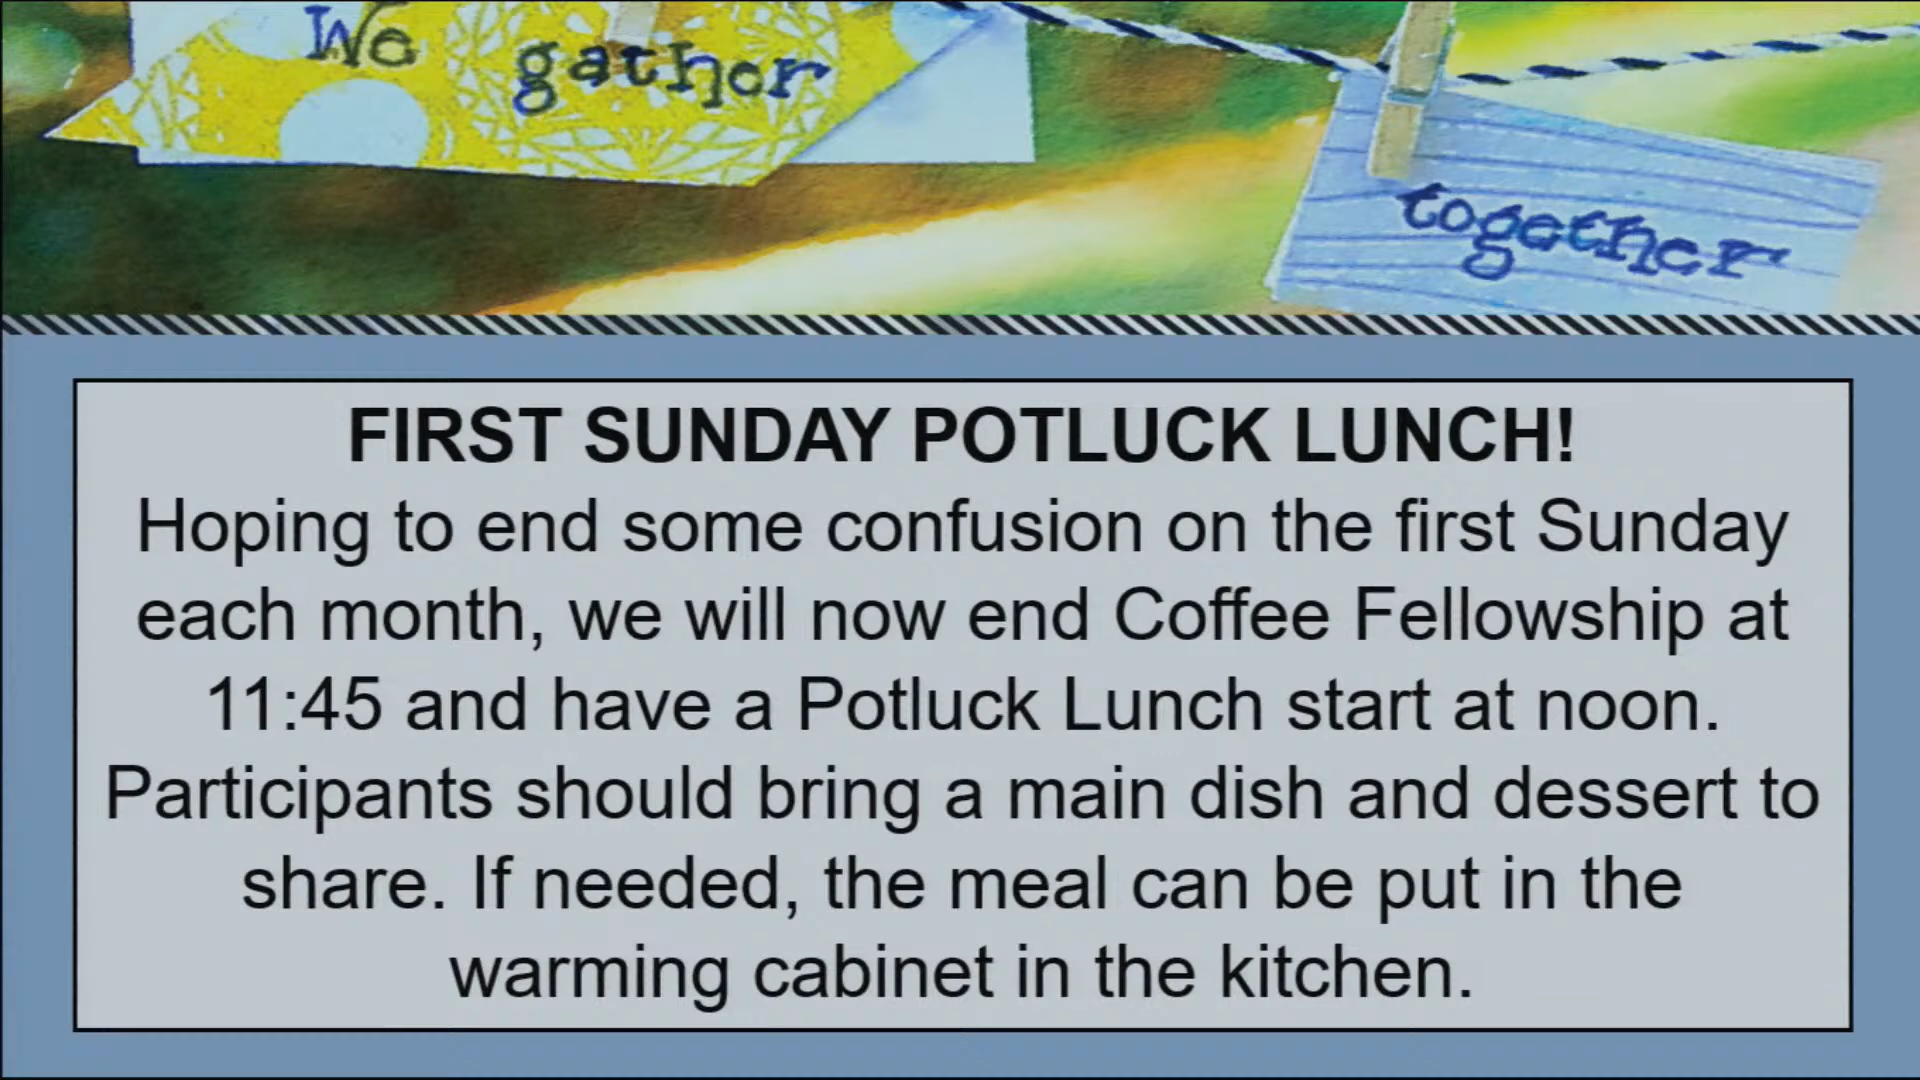 We gather
together
FIRST SUNDAY POTLUCK LUNCH!
Hoping to end some confusion on the first Sunday
each month, we will now end Coffee Fellowship at
11:45 and have a Potluck Lunch start at noon.
Participants should bring a main dish and dessert to
share. If needed, the meal can be put in the
warming cabinet in the kitchen.